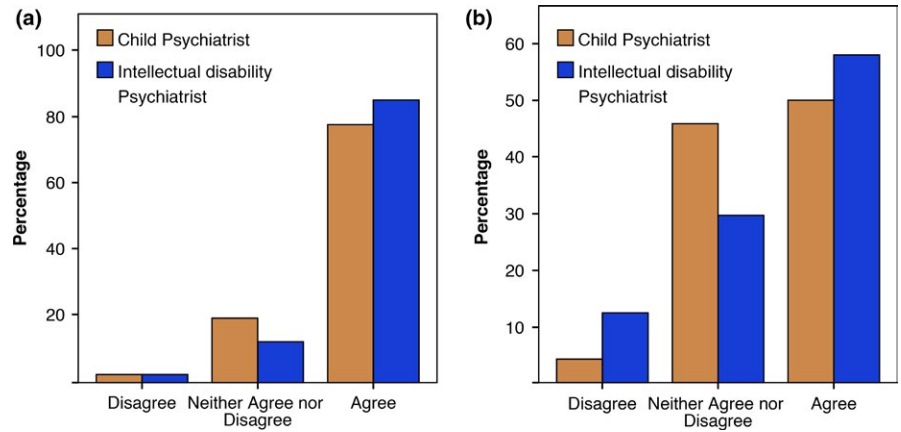 (a)
Child Psychiatrist
Intellectual disability
Psychiatrist
Percentage
100
80
60
40
20
Disagree
Neither Agree nor
Disagree
Agree
(b)
Child Psychiatrist
Intellectual disability
Psychiatrist
Percentage
60
50
40
30
20
10
Disagree
Neither Agree nor
Disagree
Agree